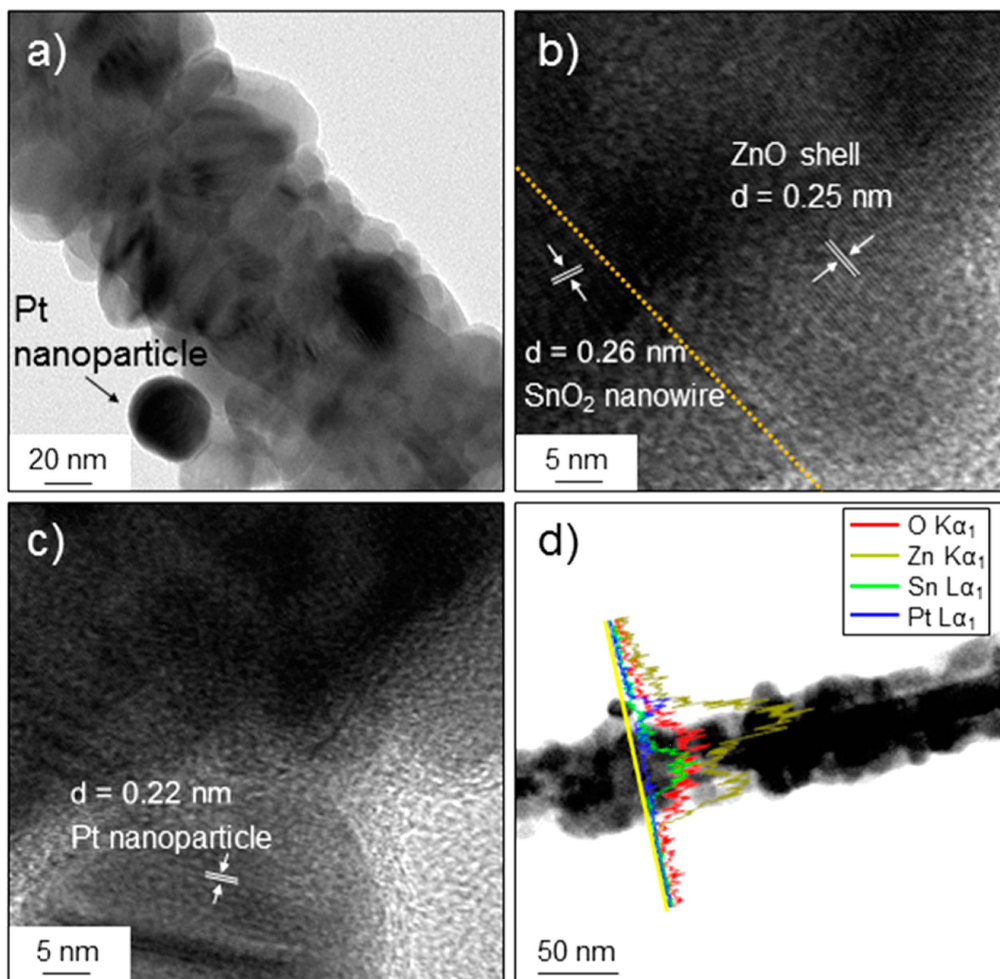 a)
Pt
nanoparticle
20 nm
b)
ZnO shell
d = 0.25 nm
d = 0.26 nm
SnO₂ nanowire
5 nm
c)
d = 0.22 nm
Pt nanoparticle
5 nm
d)
O Kα₁
Zn Kα₁
Sn Lα₁
Pt Lα₁
50 nm